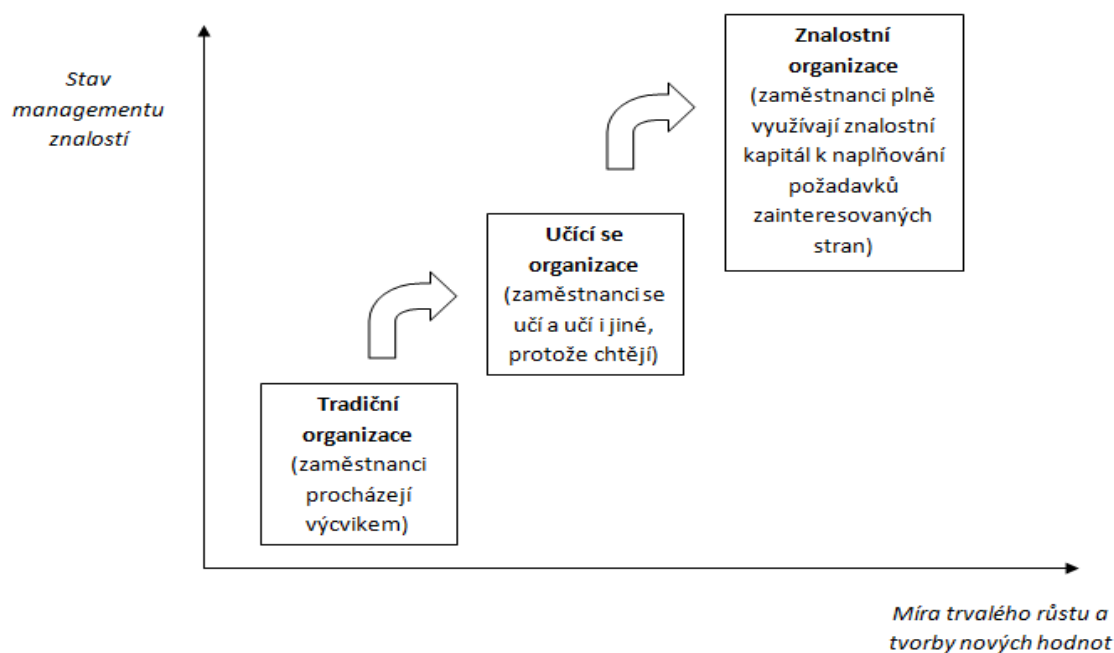 Stav
managementu
znalostí
Znalostní
organizace
(zaměstnanci plně
využívají znalostní
kapitál k naplňování
požadavků
zainteresovaných
stran)
Učící se
organizace
(zaměstnanci se
učí a učí i jiné,
protože chtějí)
Tradiční
organizace
(zaměstnanci
procházejí
výcvikem)
Míra trvalého růstu a
tvorby nových hodnot